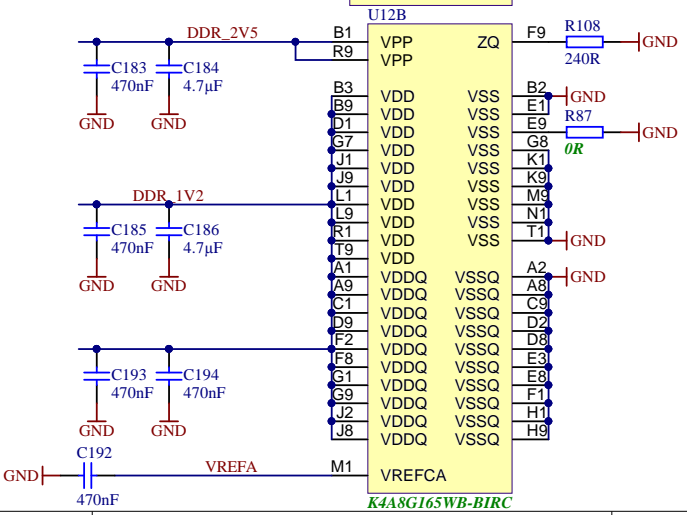 U12B
DDR_2V5 B1 VPP ZQ F9 R108 GND
R9 VPP 240R
C183 C184
470nF 4.7µF
GND GND
B3 VDD VSS B2 GND
B9 VDD VSS E1
D1 VDD VSS E9 R87 GND
G7 VDD VSS G8 0R
J1 VDD VSS K1
J9 VDD VSS K9
DDR_1V2 L1 VDD VSS M9
L9 VDD VSS N1
R1 VDD VSS T1 GND
C185 C186
470nF 4.7µF
GND GND
T9 VDD
A1 VDDQ VSSQ A2 GND
A9 VDDQ VSSQ A8
C1 VDDQ VSSQ C9
D9 VDDQ VSSQ D2
F2 VDDQ VSSQ D8
F8 VDDQ VSSQ E3
G1 VDDQ VSSQ E8
G9 VDDQ VSSQ F1
J2 VDDQ VSSQ H1
J8 VDDQ VSSQ H9
C193 C194
470nF 470nF
GND GND
C192
GND VREFA M1 VREFCA
470nF
K4A8G165WB-BIRC